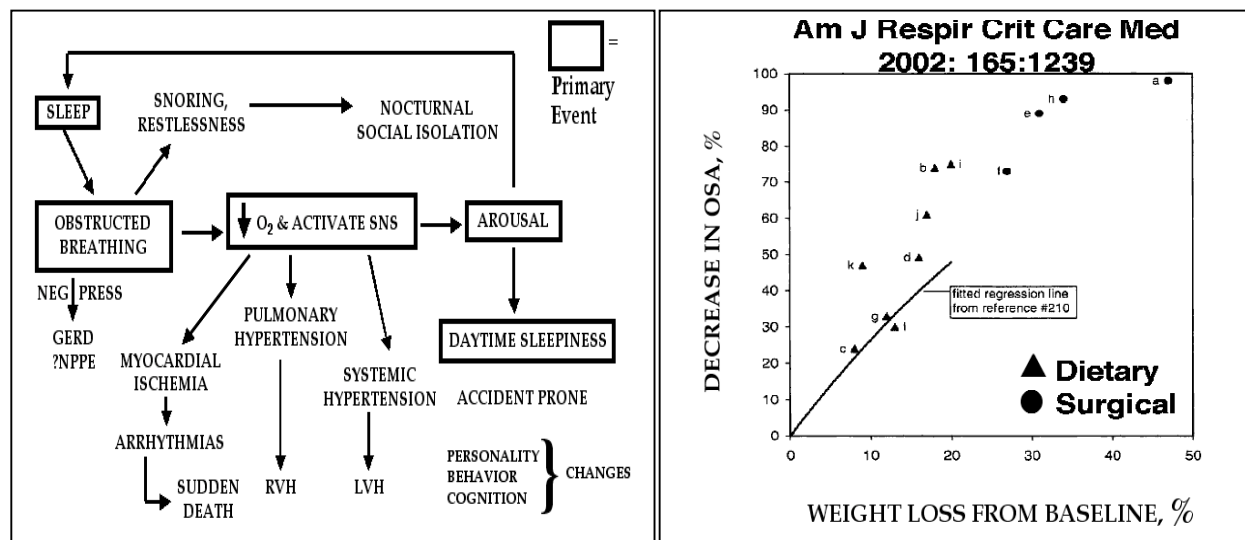 =
Primary
Event
SLEEP
SNORING,
RESTLESSNESS
NOCTURNAL
SOCIAL ISOLATION
OBSTRUCTED
BREATHING
O₂ & ACTIVATE SNS
AROUSAL
NEG PRESS
GERD
?NPPE
MYOCARDIAL
ISCHEMIA
ARRHYTHMIAS
SUDDEN
DEATH
PULMONARY
HYPERTENSION
RVH
SYSTEMIC
HYPERTENSION
LVH
DAYTIME SLEEPINESS
ACCIDENT PRONE
PERSONALITY
BEHAVIOR
COGNITION
CHANGES
Am J Respir Crit Care Med
2002: 165:1239
DECREASE IN OSA, %
100
90
80
70
60
50
40
30
20
10
0
a
h
e
b
i
f
j
d
k
g
l
c
fitted regression line
from reference #210
▲ Dietary
● Surgical
0
10
20
30
40
50
WEIGHT LOSS FROM BASELINE, %